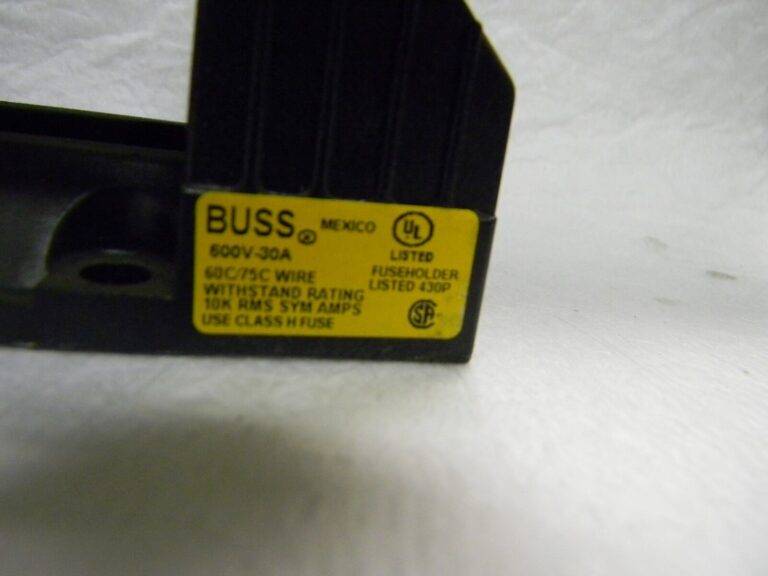 BUSS® MEXICO UL
600V-30A LISTED
60C/75C WIRE FUSEHOLDER
WITHSTAND RATING LISTED 430P
10K RMS SYM AMPS
USE CLASS H FUSE SA